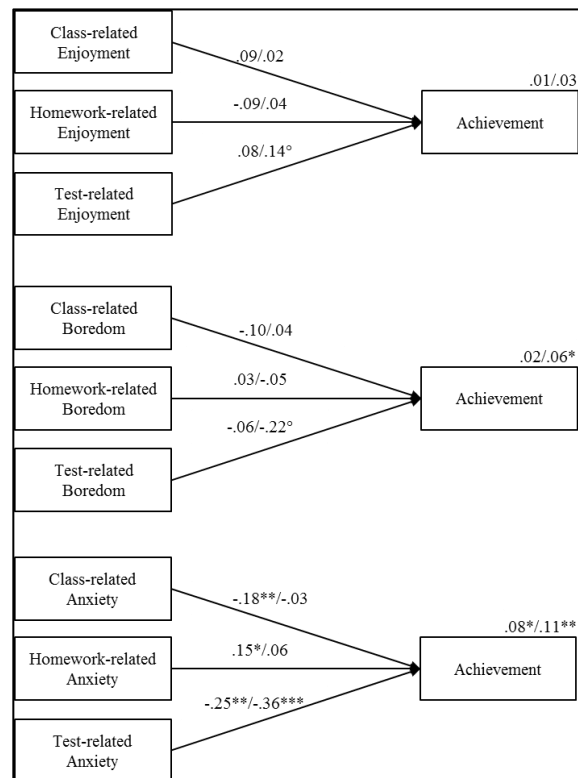 Class-related
Enjoyment
.09/.02
.01/.03
Homework-related
Enjoyment
-.09/.04
Achievement
.08/.14°
Test-related
Enjoyment
Class-related
Boredom
-.10/.04
.02/.06*
Homework-related
Boredom
.03/-.05
Achievement
-.06/-.22°
Test-related
Boredom
Class-related
Anxiety
-.18**/-.03
.08*/.11**
Homework-related
Anxiety
.15*/.06
Achievement
-.25**/-.36***
Test-related
Anxiety